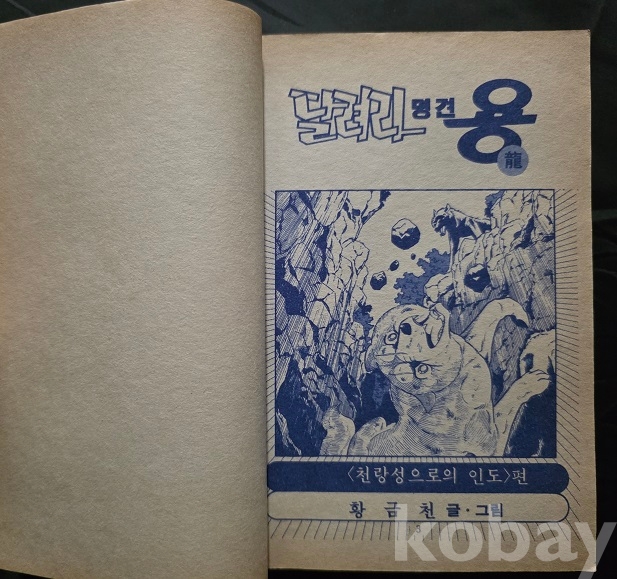 달려라 명견 용
龍
<천랑성으로의 인도>편
황금천 글·그림
3
kobay